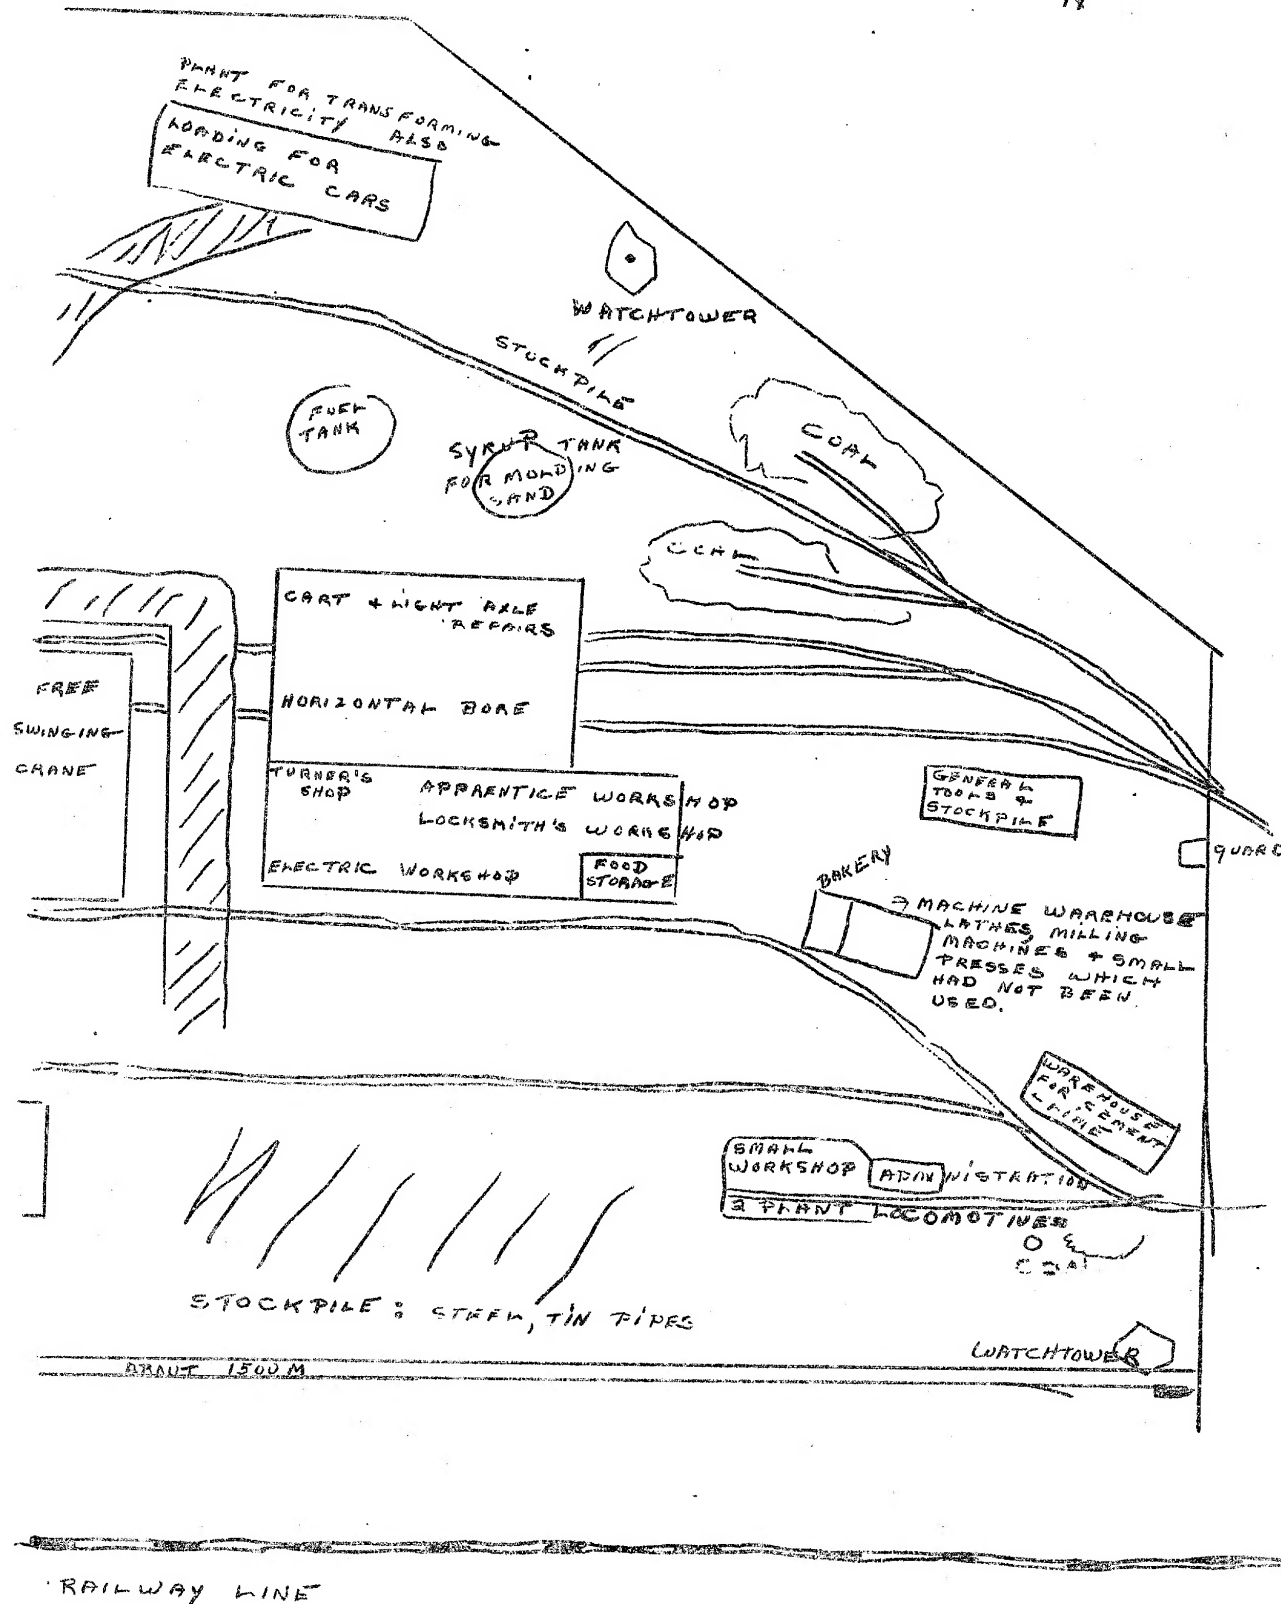 PLANT FOR TRANSFORMING
ELECTRICITY ALSO
LOADING FOR
ELECTRIC CARS
WATCHTOWER
STOCKPILE
FUEL
TANK
SYRUP TANK
FOR MOLDING
SAND
COAL
COAL
CART + LIGHT AXLE
REPAIRS
HORIZONTAL BORE
FREE
SWINGING
CRANE
TURNER'S
SHOP
APPRENTICE WORKSHOP
LOCKSMITH'S WORKSHOP
ELECTRIC WORKSHOP
FOOD
STORAGE
GENERAL
TOOLS &
STOCKPILE
GUARD
BAKERY
MACHINE WAREHOUSE
LATHES, MILLING
MACHINES + SMALL
PRESSES WHICH
HAD NOT BEEN
USED.
WAREHOUSE
FOR CEMENT
LHIME
SMALL
WORKSHOP
ADMINISTRATION
2 PLANT LOCOMOTIVES
COAL
STOCKPILE: STEEL, TIN PIPES
WATCHTOWER
ABOUT 1500 M
RAILWAY LINE